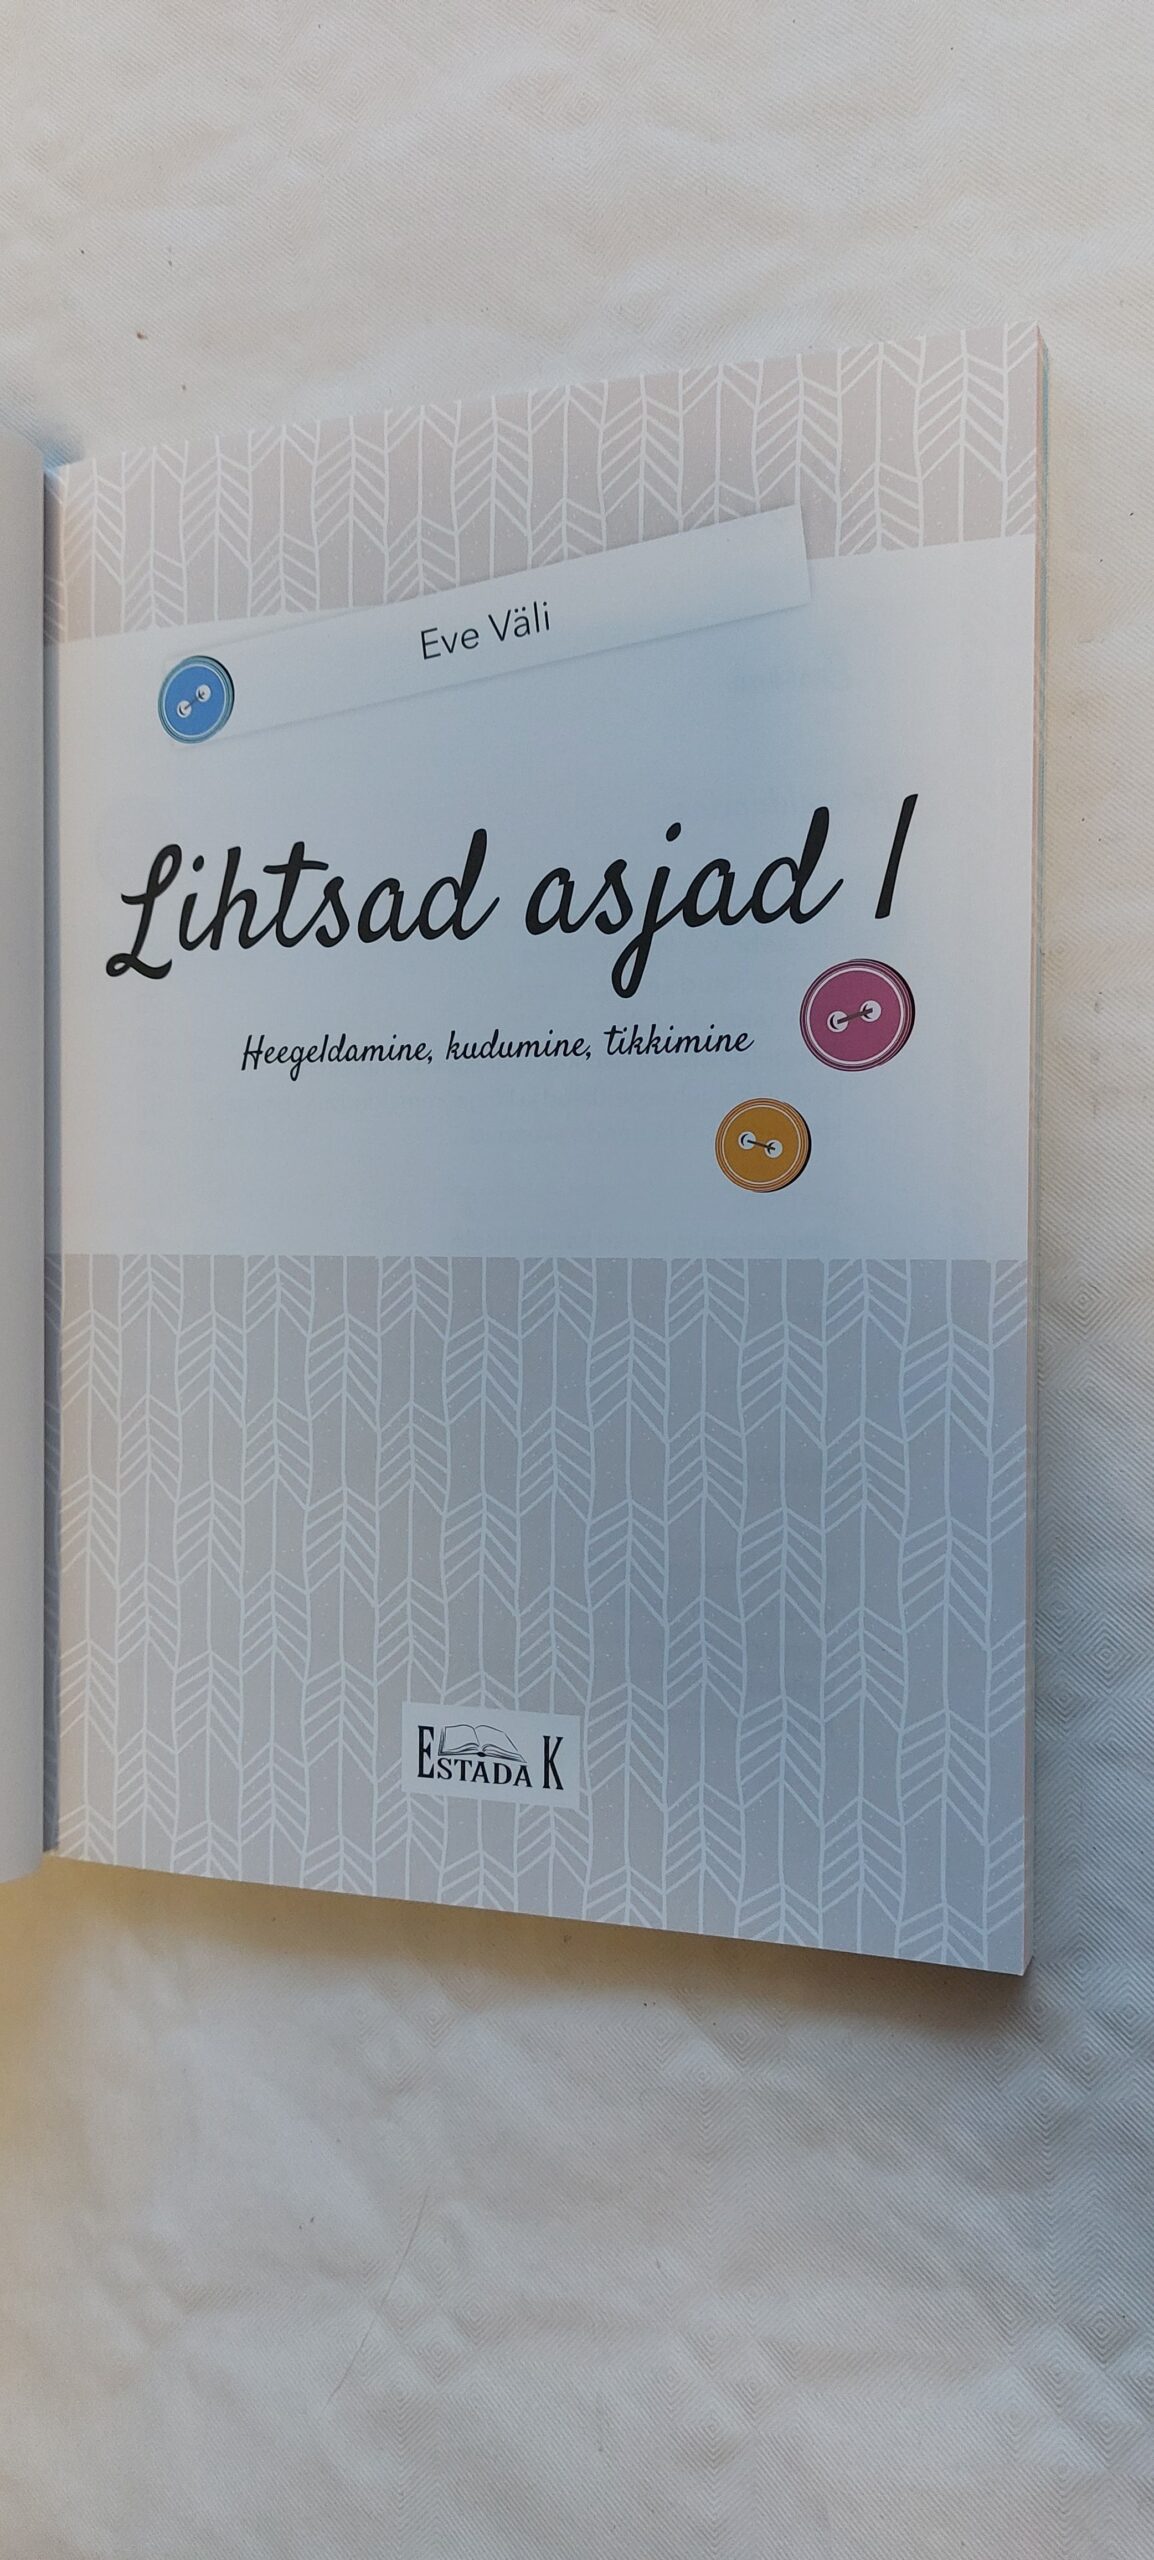 Eve Väli
Lihtsad asjad I
Heegeldamine, kudumine, tikkimine
ESTADA K